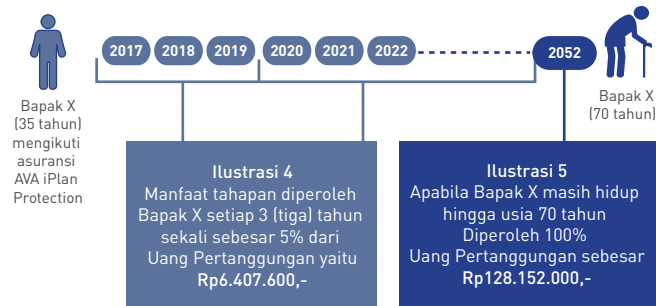 2017 2018 2019 2020 2021 2022 2052
Bapak X
(35 tahun)
mengikuti
asuransi
AVA iPlan
Protection
Bapak X
(70 tahun)
Ilustrasi 4
Manfaat tahapan diperoleh
Bapak X setiap 3 (tiga) tahun
sekali sebesar 5% dari
Uang Pertanggungan yaitu
Rp6.407.600,-
Ilustrasi 5
Apabila Bapak X masih hidup
hingga usia 70 tahun
Diperoleh 100%
Uang Pertanggungan sebesar
Rp128.152.000,-